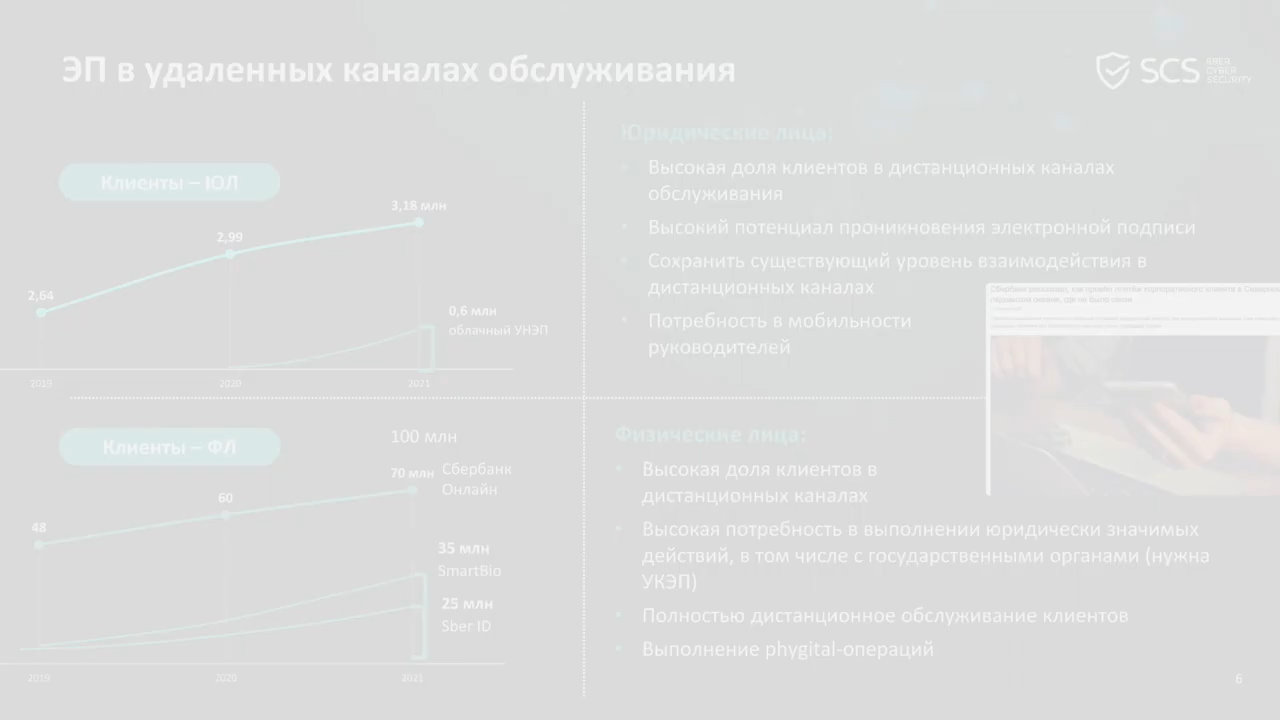 ЭП в удаленных каналах обслуживания
SCS
SBER
CYBER
SECURITY
Клиенты – ЮЛ
2,64
2,99
3,18 млн
0,6 млн
облачный УНЭП
2019
2020
2021
Юридические лица:
• Высокая доля клиентов в дистанционных каналах
обслуживания
• Высокий потенциал проникновения электронной подписи
• Сохранить существующий уровень взаимодействия в
дистанционных каналах
• Потребность в мобильности
руководителей
Клиенты – ФЛ
100 млн
48
60
70 млн
Сбербанк
Онлайн
35 млн
SmartBio
25 млн
Sber ID
2019
2020
2021
Физические лица:
• Высокая доля клиентов в
дистанционных каналах
• Высокая потребность в выполнении юридически значимых
действий, в том числе с государственными органами (нужна
УКЭП)
• Полностью дистанционное обслуживание клиентов
• Выполнение phygital-операций
6